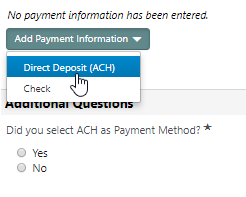 No payment information has been entered.
Add Payment Information
Direct Deposit (ACH)
Check
Additional Questions
Did you select ACH as Payment Method? *
Yes
No